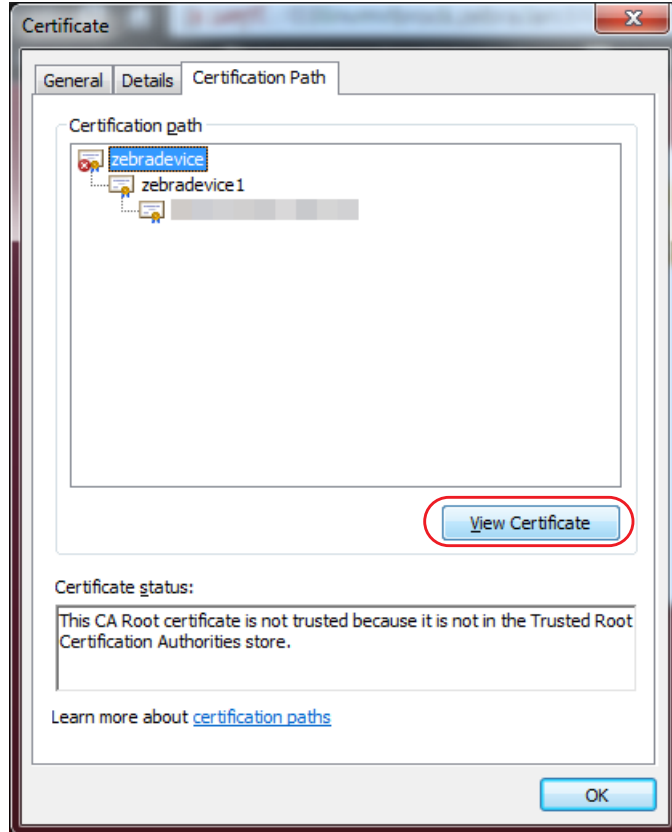 Certificate
General Details Certification Path
Certification path
zebradevice
zebradevice1
View Certificate
Certificate status:
This CA Root certificate is not trusted because it is not in the Trusted Root
Certification Authorities store.
Learn more about certification paths
OK